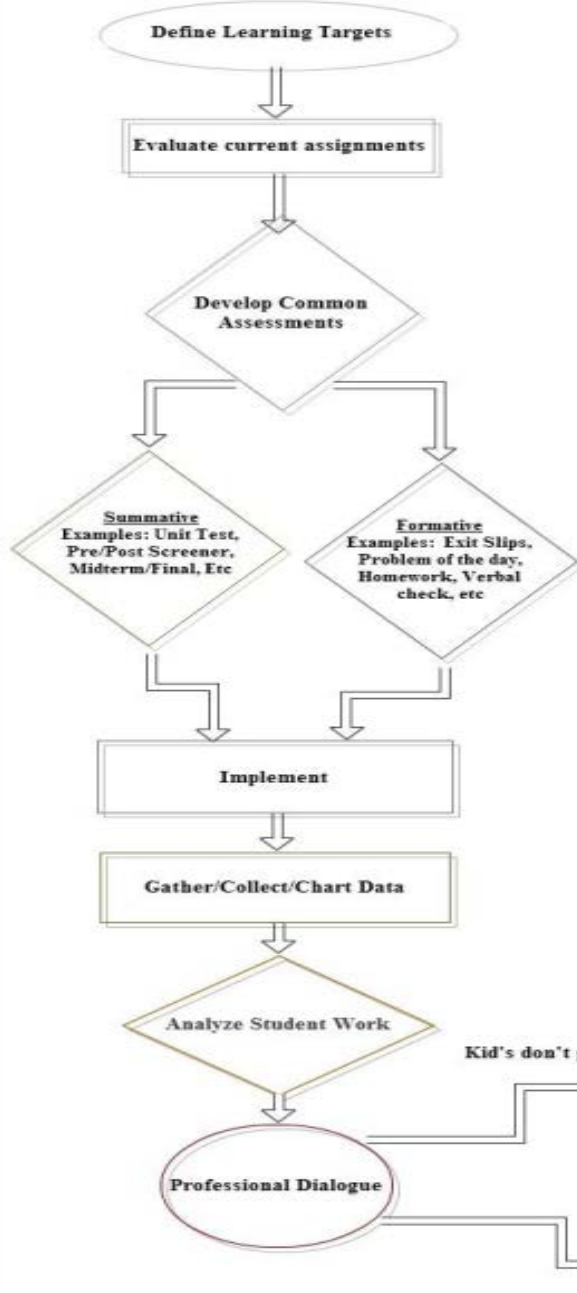 Define Learning Targets
Evaluate current assignments
Develop Common
Assessments
Summative
Examples: Unit Test,
Pre/Post Screener,
Midterm/Final, Etc
Formative
Examples: Exit Slips,
Problem of the day,
Homework, Verbal
check, etc
Implement
Gather/Collect/Chart Data
Analyze Student Work
Kid's don't
Professional Dialogue